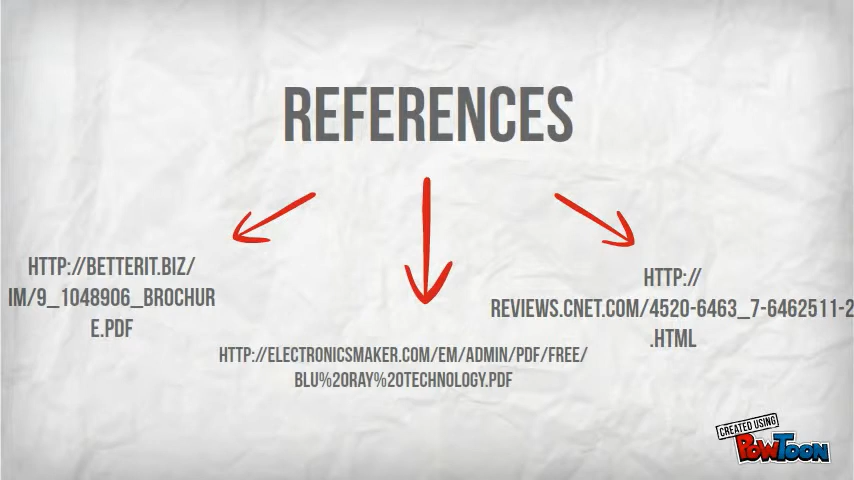 REFERENCES
HTTP://BETTERIT.BIZ/
IM/9_1048906_BROCHUR
E.PDF
HTTP://ELECTRONICSMAKER.COM/EM/ADMIN/PDF/FREE/
BLU%20RAY%20TECHNOLOGY.PDF
HTTP://
REVIEWS.CNET.COM/4520-6463_7-6462511-2
.HTML
CREATED USING
POWTOON